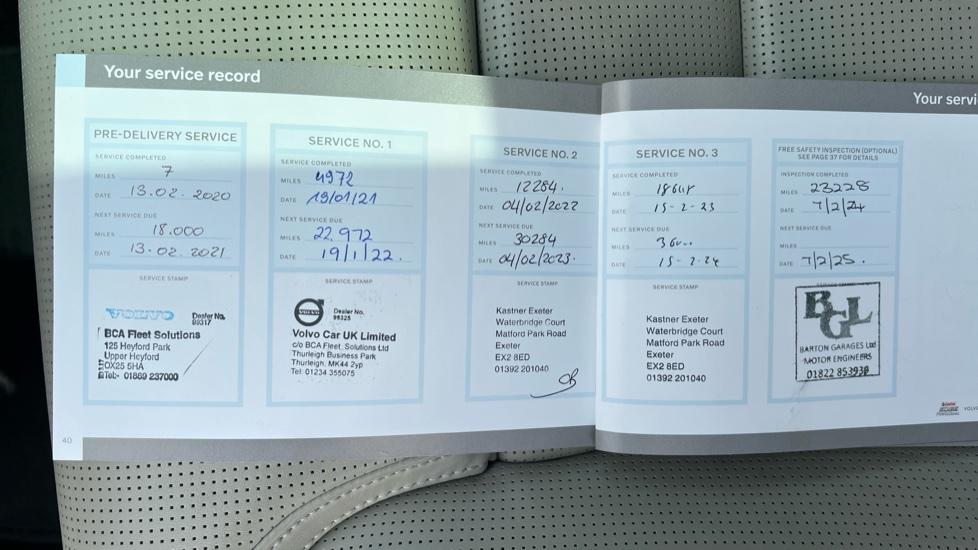 Your service record
PRE-DELIVERY SERVICE
SERVICE COMPLETED
MILES 7
DATE 13.02.2020
NEXT SERVICE DUE
MILES 18.000
DATE 13.02.2021
SERVICE STAMP
VOLVO Dealer No.
BCA Fleet Solutions
125 Heyford Park
Upper Heyford
OX25 5HA
Tel: 01869 237000
40
SERVICE NO. 1
SERVICE COMPLETED
MILES 4972
DATE 19/01/21
NEXT SERVICE DUE
MILES 22.972
DATE 19/1/22.
SERVICE STAMP
VOLVO
Dealer No.
Volvo Car UK Limited
c/o BCA Fleet Solutions Ltd
Thurleigh Business Park
Thurleigh, MK44 2yp
Tel: 01234 355075
SERVICE NO. 2
SERVICE COMPLETED
MILES 12284.
DATE 04/02/2022
NEXT SERVICE DUE
MILES 30284
DATE 04/02/2023.
SERVICE STAMP
Kastner Exeter
Waterbridge Court
Matford Park Road
Exeter
EX2 8ED
01392 201040
Your servi
SERVICE NO. 3
SERVICE COMPLETED
MILES
DATE 15-2-23
NEXT SERVICE DUE
MILES
DATE 15-2-24
SERVICE STAMP
Kastner Exeter
Waterbridge Court
Matford Park Road
Exeter
EX2 8ED
01392 201040
FREE SAFETY INSPECTION (OPTIONAL)
SEE PAGE 37 FOR DETAILS
INSPECTION COMPLETED
MILES 23228
DATE 7/2/24
NEXT SERVICE DUE
MILES
DATE 7/2/25.
BGL
BARTON GARAGES Ltd
MOTOR ENGINEERS
01822 853938
Castrol
EDGE
PROFESSIONAL
VOLV